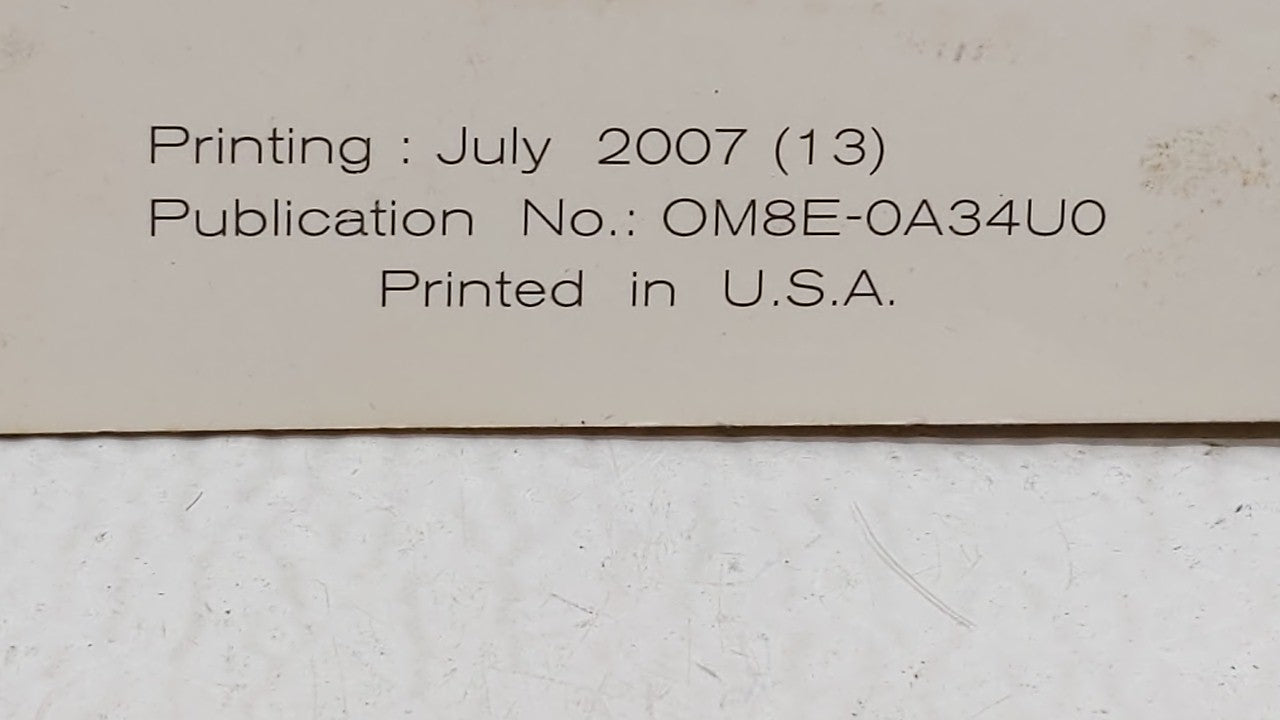 Printing : July 2007 (13)
Publication No.: OM8E-0A34U0
Printed in U.S.A.